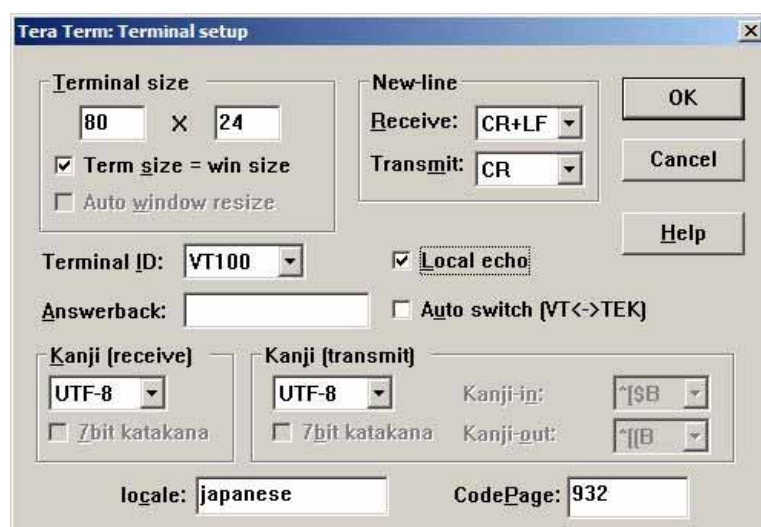 Tera Term: Terminal setup
Terminal size
80 X 24
Term size = win size
Auto window resize
New-line
Receive: CR+LF
Transmit: CR
OK
Cancel
Help
Terminal ID: VT100
Local echo
Answerback:
Auto switch (VT<->TEK)
Kanji (receive)
UTF-8
7bit katakana
Kanji (transmit)
UTF-8
7bit katakana
Kanji-in: ^[$B
Kanji-out: ^[(B
locale: japanese
CodePage: 932